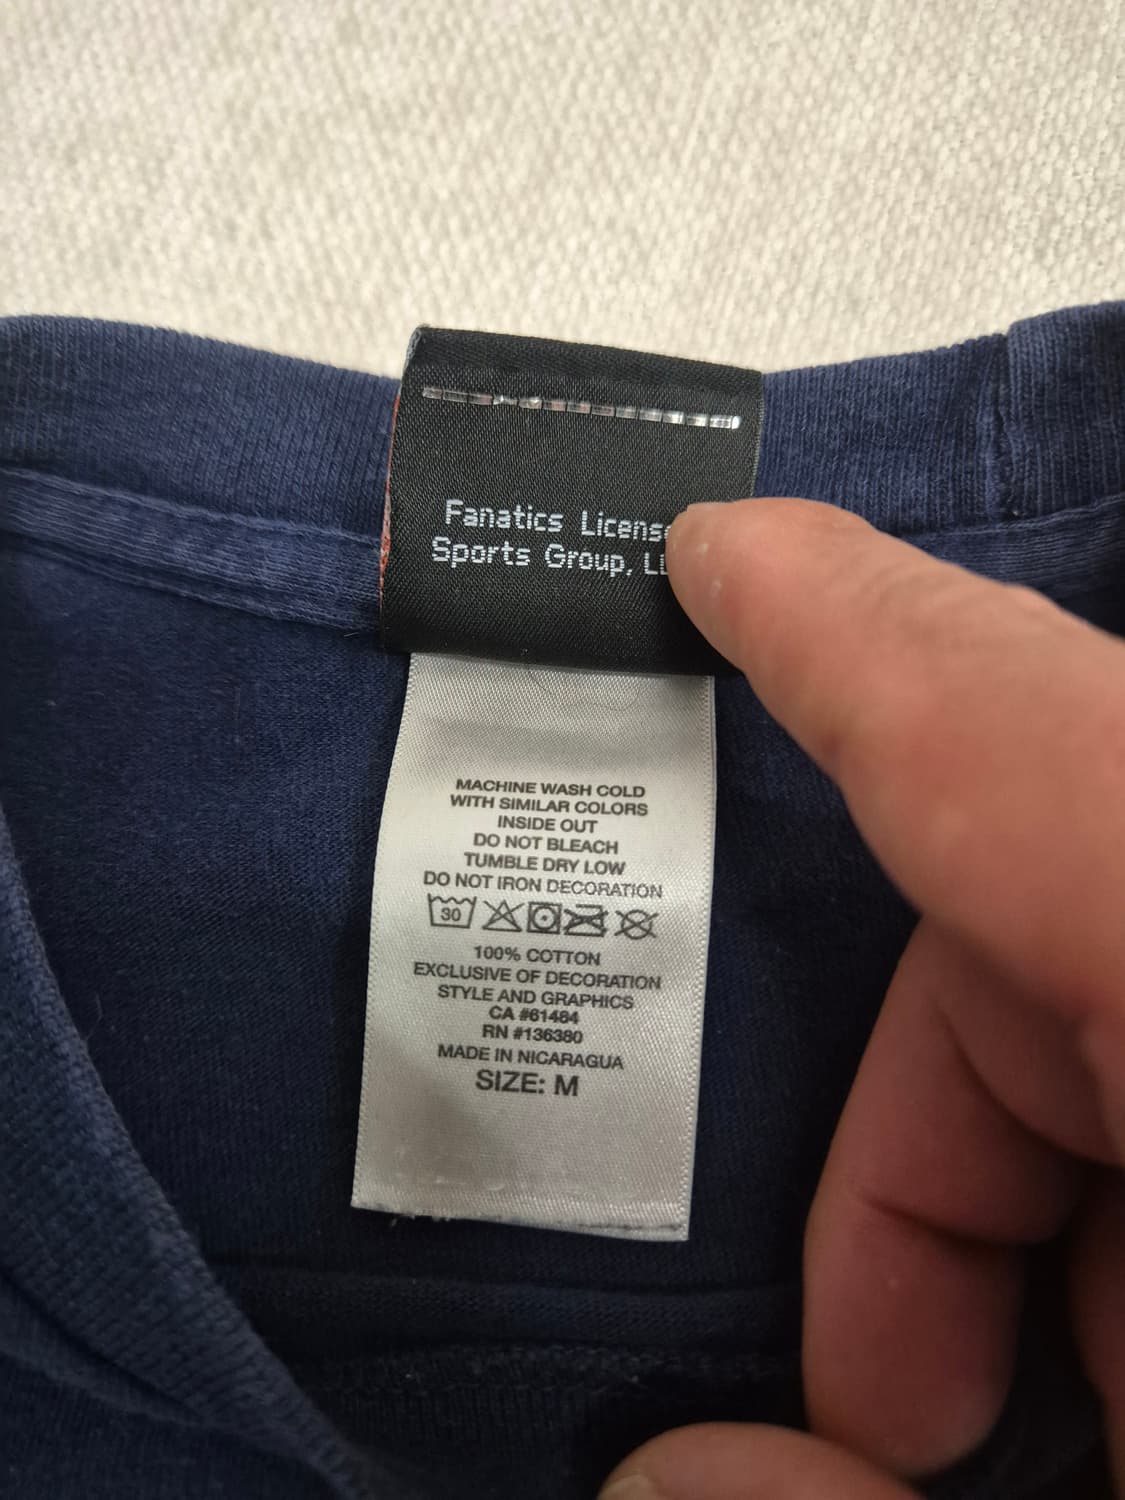 Fanatics License
Sports Group, LL
MACHINE WASH COLD
WITH SIMILAR COLORS
INSIDE OUT
DO NOT BLEACH
TUMBLE DRY LOW
DO NOT IRON DECORATION
30
100% COTTON
EXCLUSIVE OF DECORATION
STYLE AND GRAPHICS
CA #61484
RN #136380
MADE IN NICARAGUA
SIZE: M